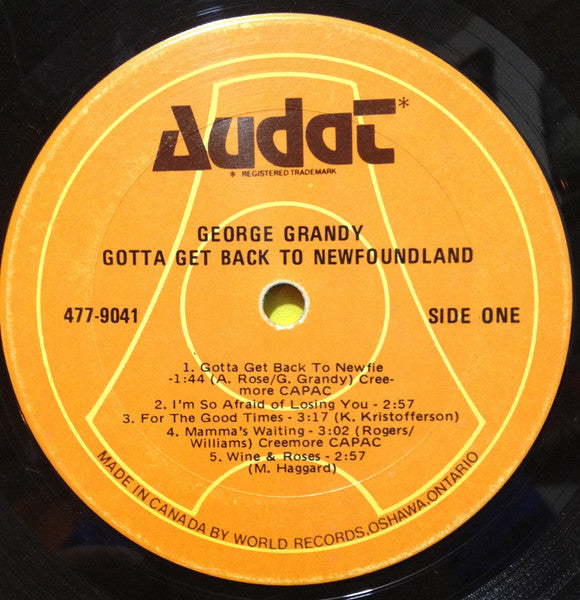 Audat*
* REGISTERED TRADEMARK
GEORGE GRANDY
GOTTA GET BACK TO NEWFOUNDLAND
477-9041
SIDE ONE
1. Gotta Get Back To Newfie
-1:44 (A. Rose/G. Grandy) Cree-
more CAPAC
2. I'm So Afraid of Losing You - 2:57
3. For The Good Times - 3:17 (K. Kristofferson)
4. Mamma's Waiting - 3:02 (Rogers/
Williams) Creemore CAPAC
5. Wine & Roses - 2:57
(M. Haggard)
MADE IN CANADA BY WORLD RECORDS,OSHAWA,ONTARIO